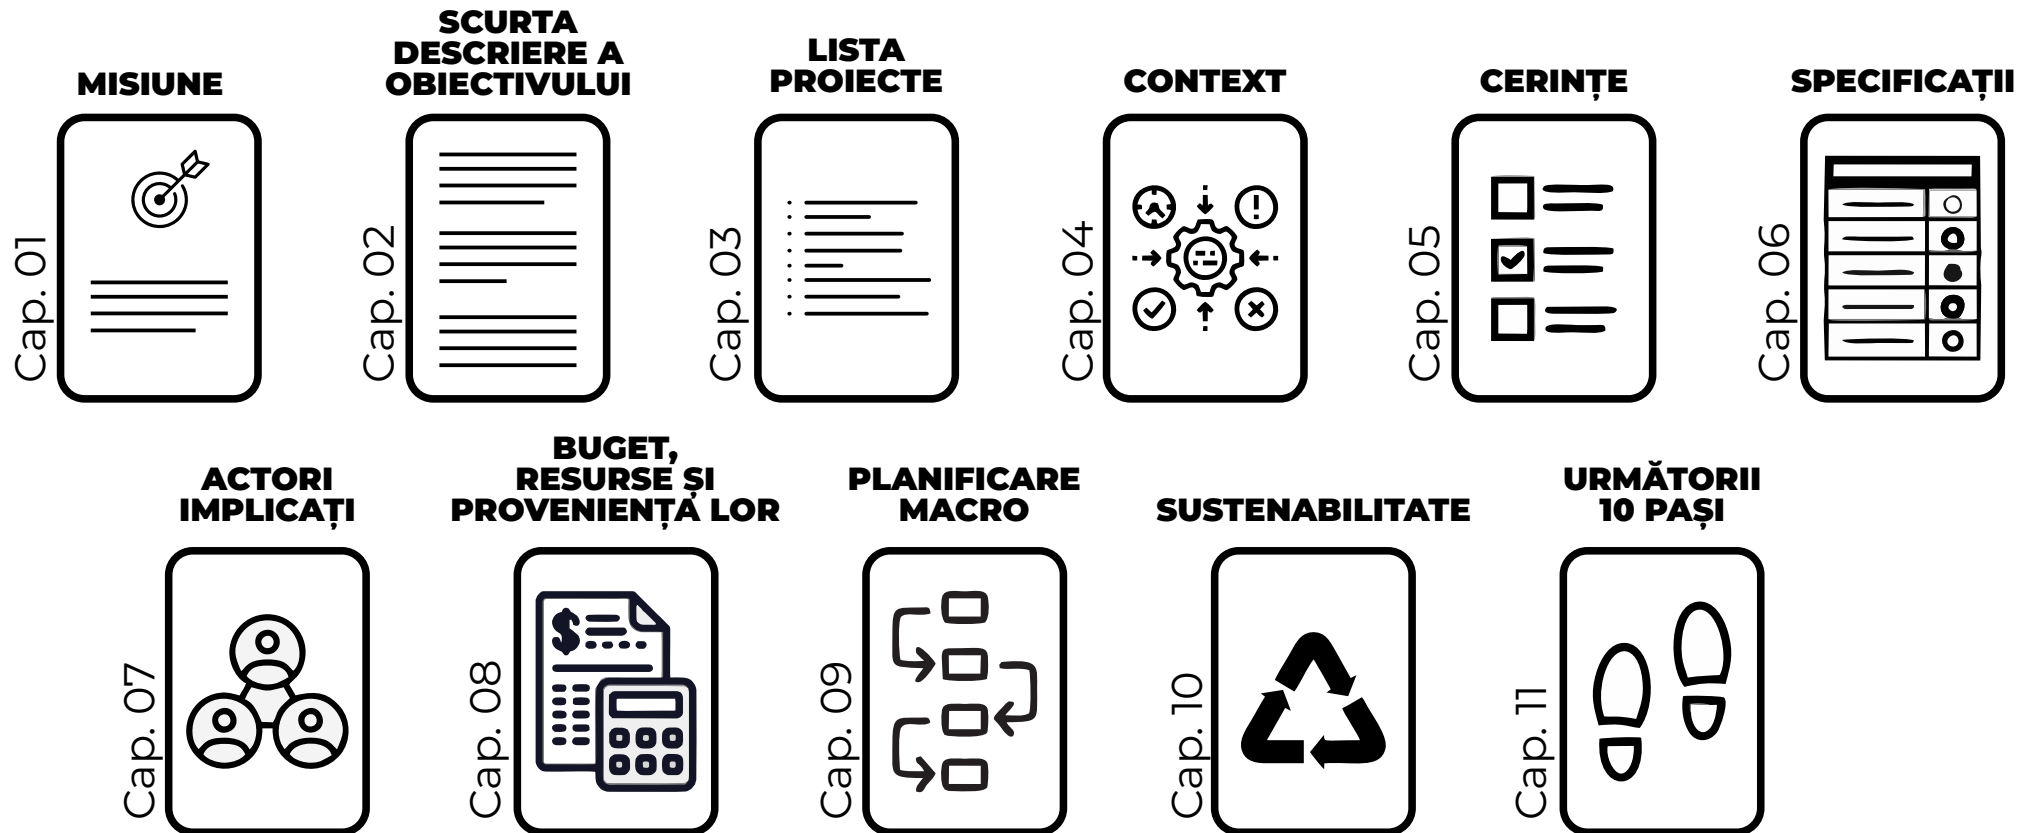 MISIUNE
Cap. 01
SCURTA
DESCRIERE A
OBIECTIVULUI
Cap. 02
LISTA
PROIECTE
Cap. 03
CONTEXT
Cap. 04
CERINȚE
Cap. 05
SPECIFICAȚII
Cap. 06
ACTORI
IMPLICAȚI
Cap. 07
BUGET,
RESURSE ȘI
PROVENIENȚA LOR
$
Cap. 08
PLANIFICARE
MACRO
Cap. 09
SUSTENABILITATE
Cap. 10
URMĂTORII
10 PAȘI
Cap. 11